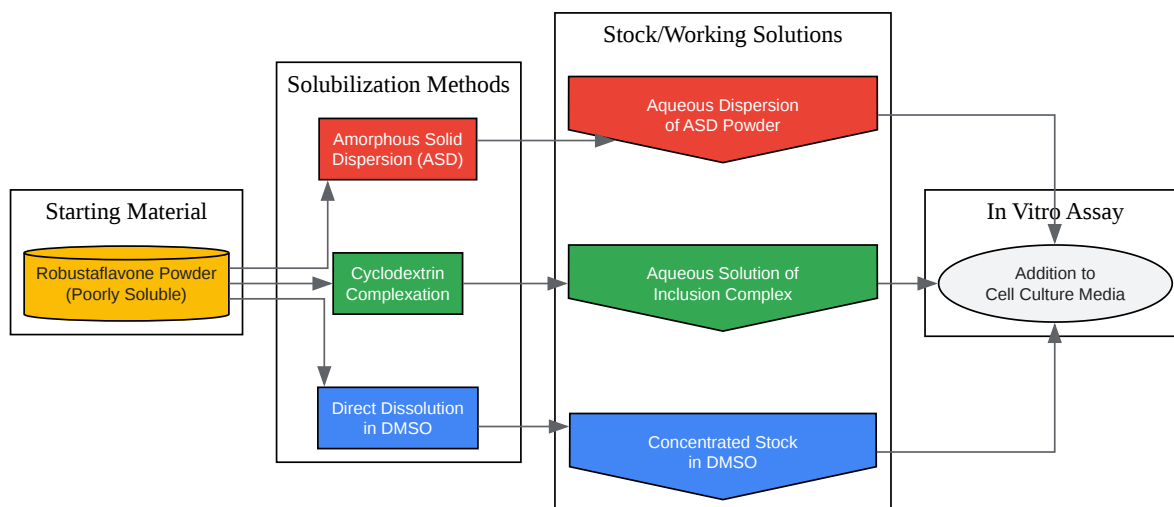 Starting Material
Robustaflavone Powder
(Poorly Soluble)
Solubilization Methods
Amorphous Solid
Dispersion (ASD)
Cyclodextrin
Complexation
Direct Dissolution
in DMSO
Stock/Working Solutions
Aqueous Dispersion
of ASD Powder
Aqueous Solution of
Inclusion Complex
Concentrated Stock
in DMSO
In Vitro Assay
Addition to
Cell Culture Media